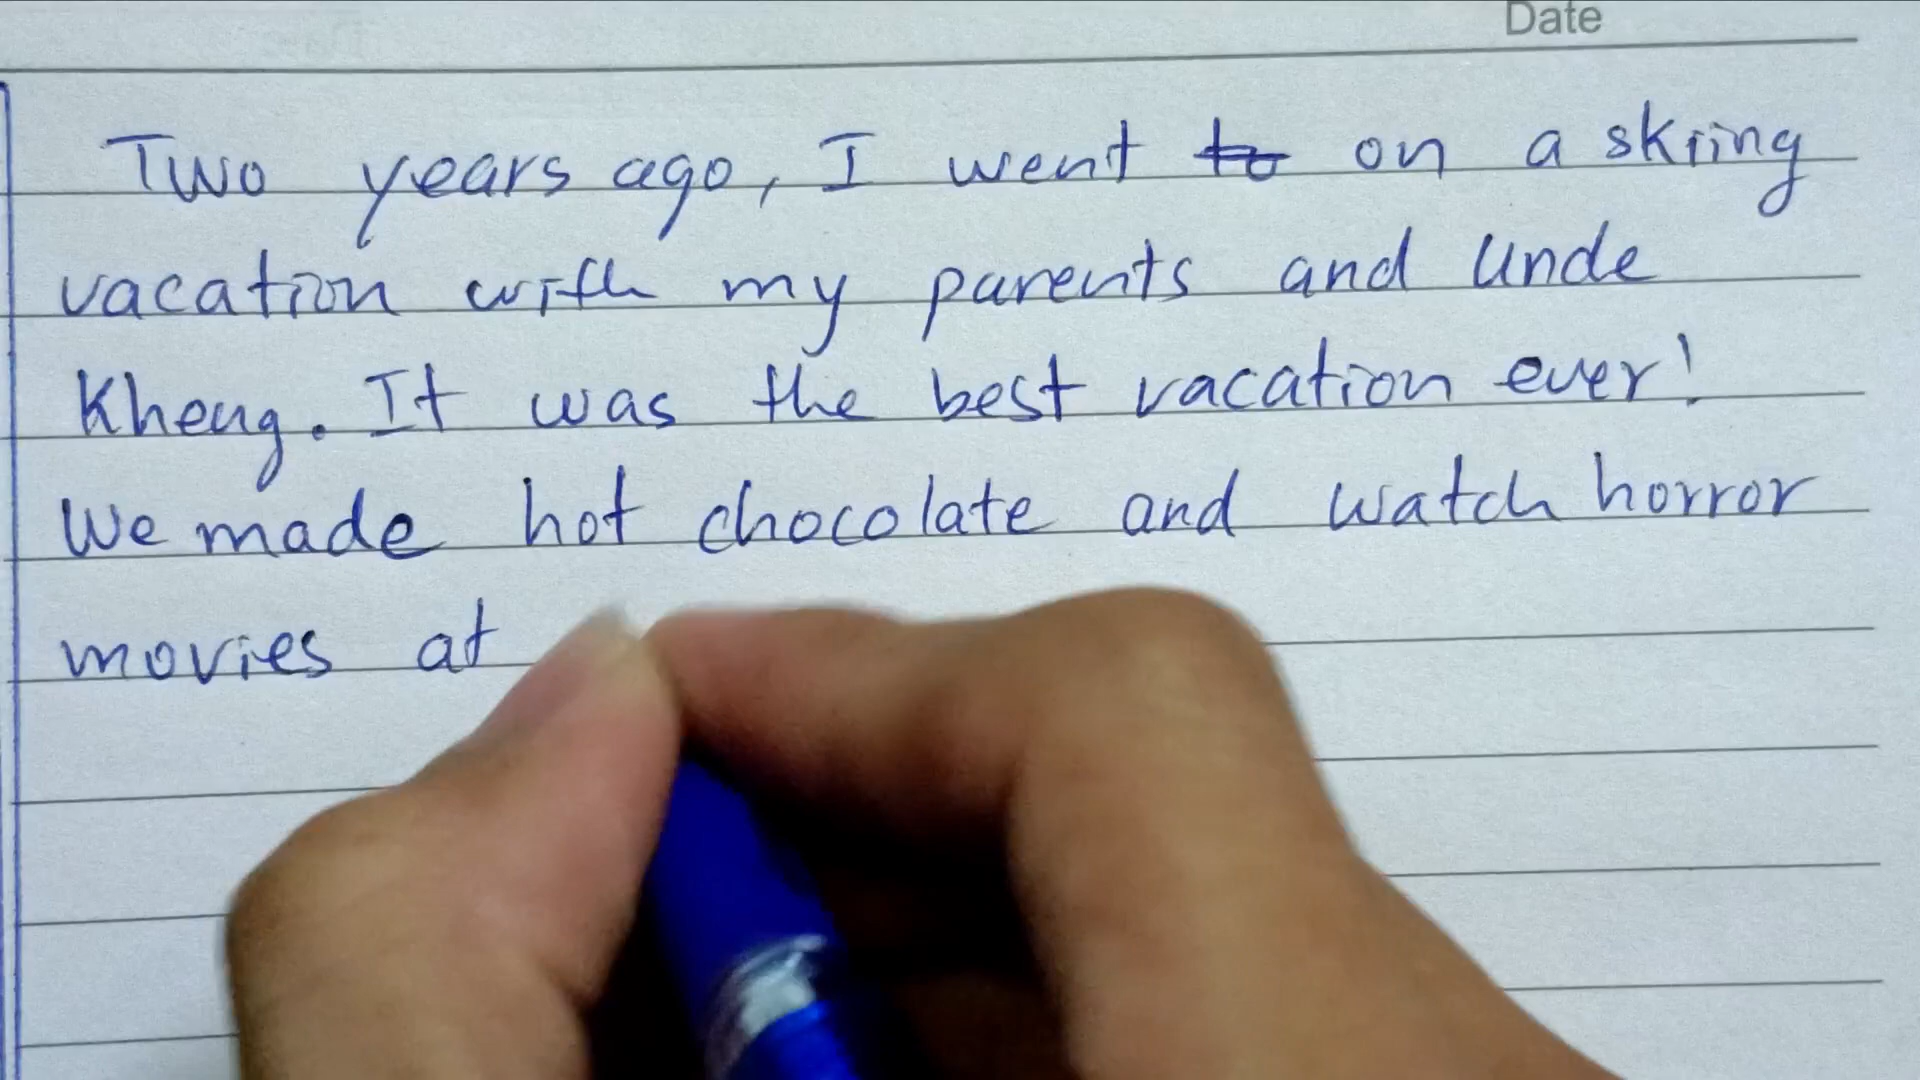 Date
Two years ago, I went to on a skiing
vacation with my parents and Uncle
Kheng. It was the best vacation ever!
We made hot chocolate and watch horror
movies at